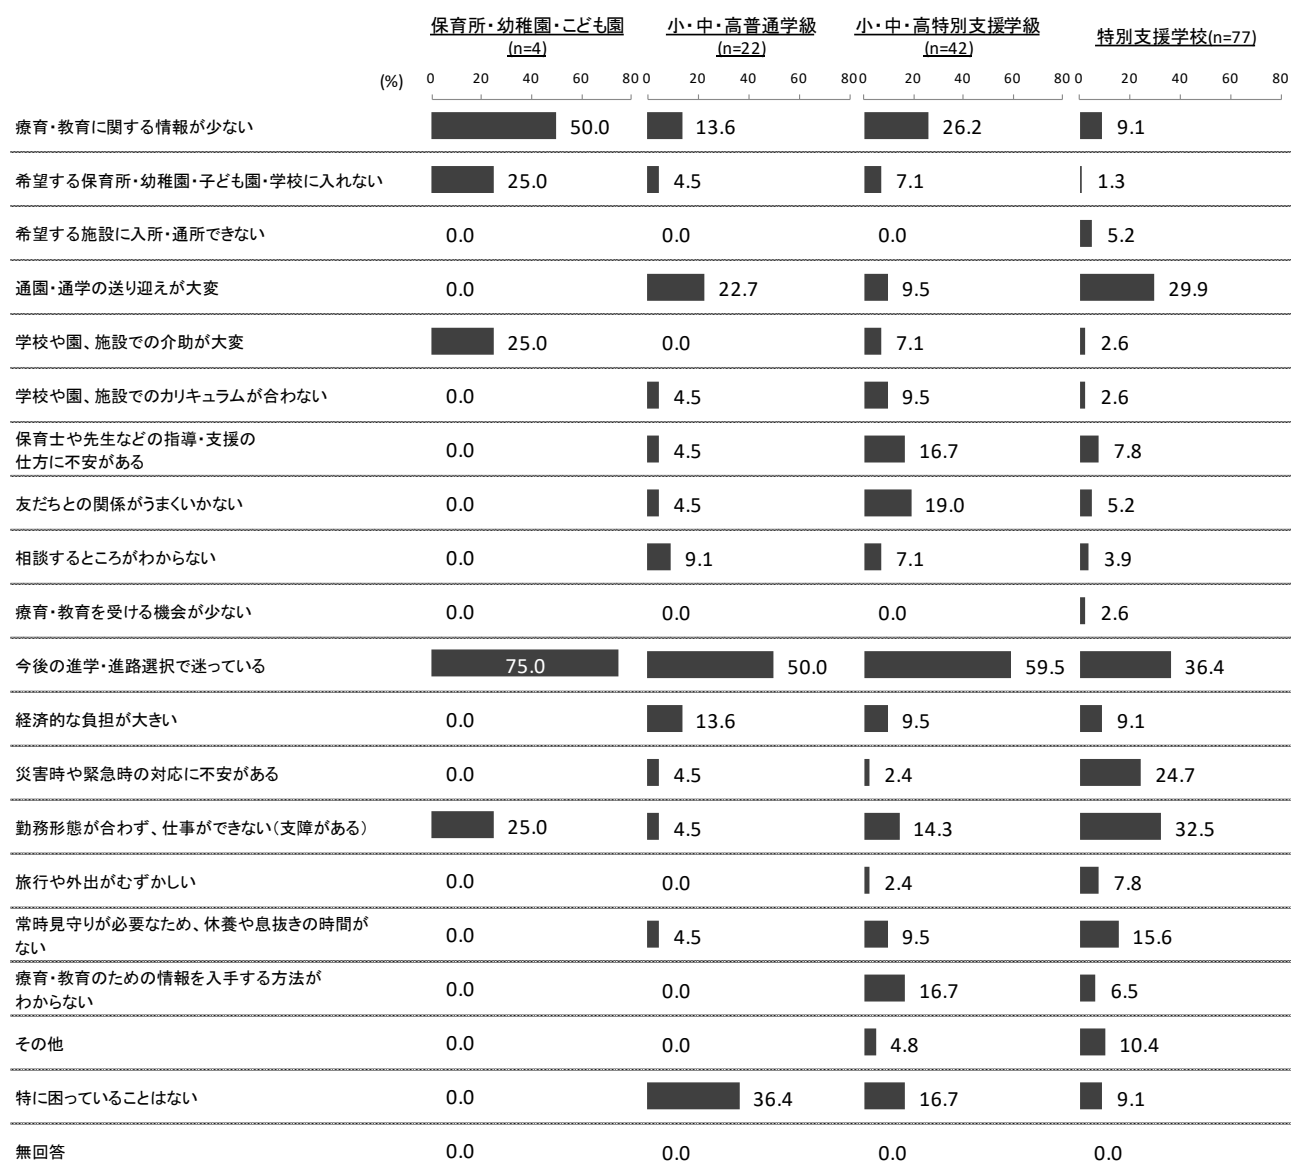 保育所・幼稚園・こども園
(n=4)
小・中・高普通学級
(n=22)
小・中・高特別支援学級
(n=42)
特別支援学校(n=77)
(%) 0 20 40 60 80 0 20 40 60 80 0 20 40 60 80 0 20 40 60 80
療育・教育に関する情報が少ない 50.0 13.6 26.2 9.1
希望する保育所・幼稚園・子ども園・学校に入れない 25.0 4.5 7.1 1.3
希望する施設に入所・通所できない 0.0 0.0 0.0 5.2
通園・通学の送り迎えが大変 0.0 22.7 9.5 29.9
学校や園、施設での介助が大変 25.0 0.0 7.1 2.6
学校や園、施設でのカリキュラムが合わない 0.0 4.5 9.5 2.6
保育士や先生などの指導・支援の
仕方に不安がある 0.0 4.5 16.7 7.8
友だちとの関係がうまくいかない 0.0 4.5 19.0 5.2
相談するところがわからない 0.0 9.1 7.1 3.9
療育・教育を受ける機会が少ない 0.0 0.0 0.0 2.6
今後の進学・進路選択で迷っている 75.0 50.0 59.5 36.4
経済的な負担が大きい 0.0 13.6 9.5 9.1
災害時や緊急時の対応に不安がある 0.0 4.5 2.4 24.7
勤務形態が合わず、仕事ができない（支障がある） 25.0 4.5 14.3 32.5
旅行や外出がむずかしい 0.0 0.0 2.4 7.8
常時見守りが必要なため、休養や息抜きの時間が
ない 0.0 4.5 9.5 15.6
療育・教育のための情報を入手する方法が
わからない 0.0 0.0 16.7 6.5
その他 0.0 0.0 4.8 10.4
特に困っていることはない 0.0 36.4 16.7 9.1
無回答 0.0 0.0 0.0 0.0